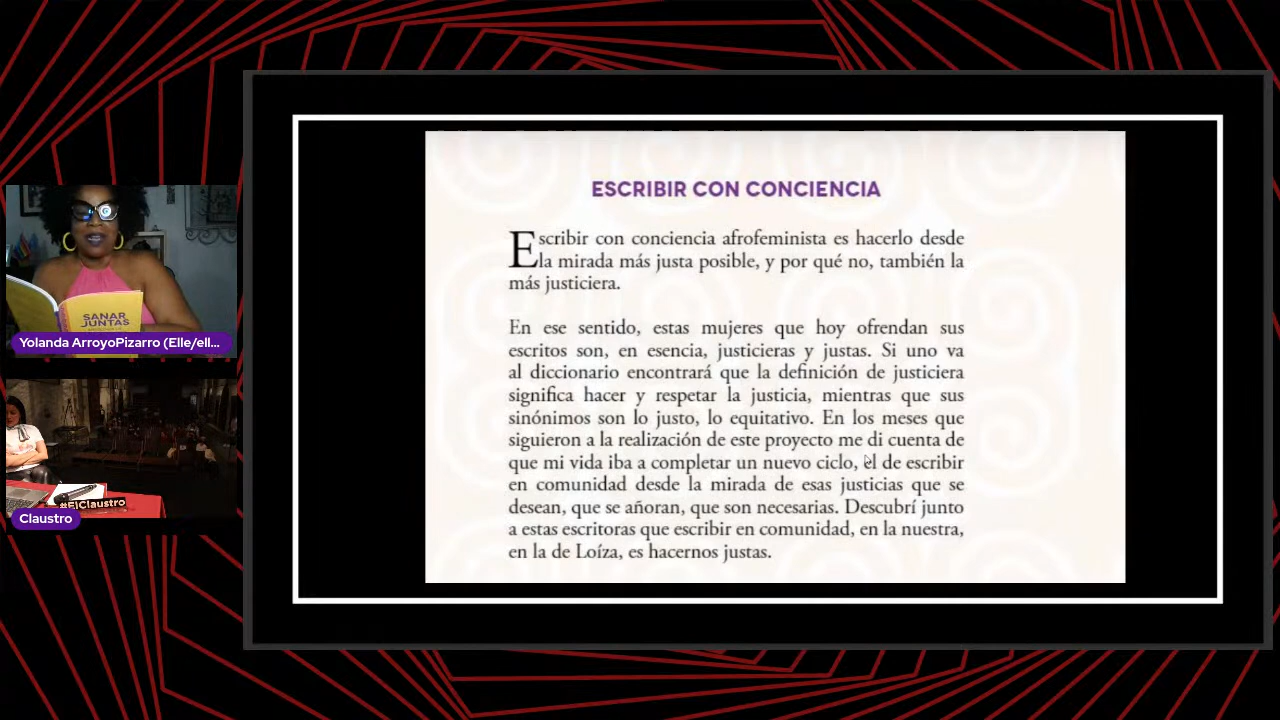 ESCRIBIR CON CONCIENCIA
Escribir con conciencia afrofeminista es hacerlo desde
la mirada más justa posible, y por qué no, también la
más justiciera.
En ese sentido, estas mujeres que hoy ofrendan sus
escritos son, en esencia, justicieras y justas. Si uno va
al diccionario encontrará que la definición de justiciera
significa hacer y respetar la justicia, mientras que sus
sinónimos son lo justo, lo equitativo. En los meses que
siguieron a la realización de este proyecto me di cuenta de
que mi vida iba a completar un nuevo ciclo, el de escribir
en comunidad desde la mirada de esas justicias que se
desean, que se añoran, que son necesarias. Descubrí junto
a estas escritoras que escribir en comunidad, en la nuestra,
en la de Loíza, es hacernos justas.
SANAR
JUNTAS
Yolanda ArroyoPizarro (Elle/ell...
#ElClaustro
Claustro